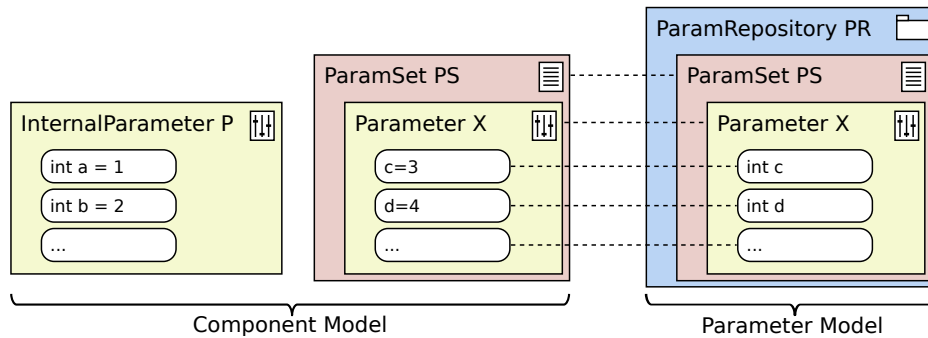 InternalParameter P
int a = 1
int b = 2
...
ParamSet PS
Parameter X
c=3
d=4
...
ParamRepository PR
ParamSet PS
Parameter X
int c
int d
...
Component Model
Parameter Model